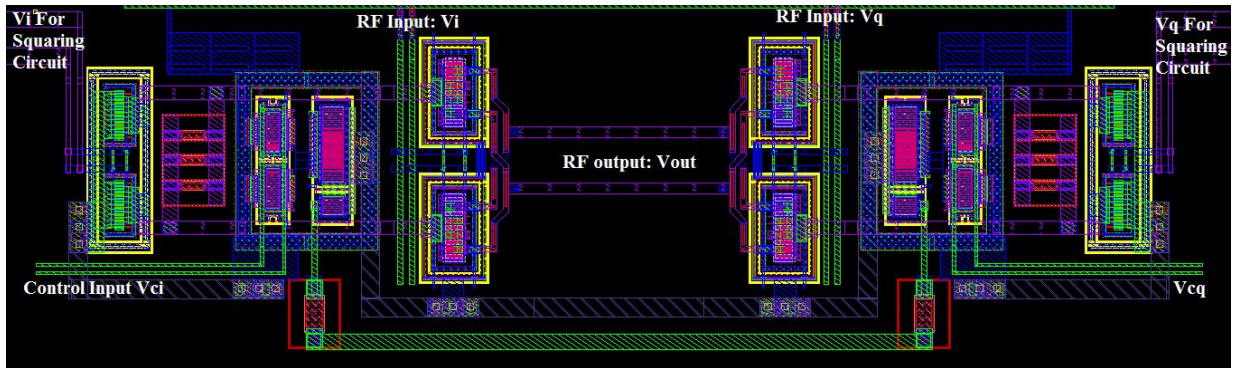 Vi For
Squaring
Circuit
RF Input: Vi
RF Input: Vq
Vq For
Squaring
Circuit
RF output: Vout
Control Input Vci
Vcq